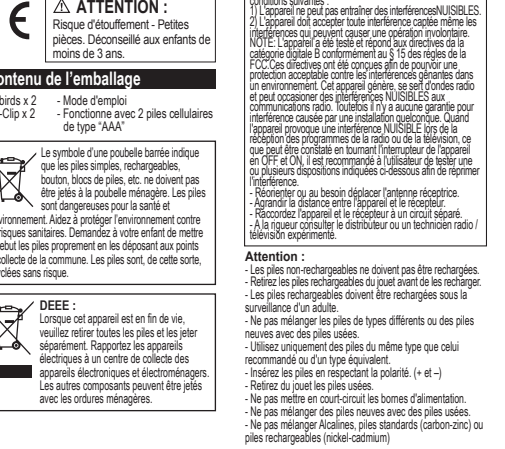 ATTENTION :
Risque d'étouffement - Petites
pièces. Déconseillé aux enfants de
moins de 3 ans.
ontenu de l'emballage
birds x 2 - Mode d'emploi
-Clip x 2 - Fonctionne avec 2 piles cellulaires
de type "AAA"
Le symbole d'une poubelle barrée indique
que les piles simples, rechargeables,
bouton, blocs de piles, etc. ne doivent pas
être jetés à la poubelle ménagère. Les piles
sont dangereuses pour la santé et
vironnement. Aidez à protéger l'environnement contre
risques sanitaires. Demandez à votre enfant de mettre
ebut les piles proprement en les déposant aux points
collecte de la commune. Les piles sont, de cette sorte,
yclées sans risque.
DEEE :
Lorsque cet appareil est en fin de vie,
veuillez retirer toutes les piles et les jeter
séparément. Rapportez les appareils
électriques à un centre de collecte des
appareils électroniques et électroménagers.
Les autres composants peuvent être jetés
avec les ordures ménagères.
conditions suivantes :
1) L'appareil ne peut pas entraîner des interférencesNUISIBLES.
2) L'appareil doit accepter toute interférence captée même les
interférences qui peuvent causer une opération involontaire.
NOTE: L'appareil a été testé et répond aux directives da la
catégorie digitale B conformément au § 15 des règles de la
FCC.Ces directives ont été conçues afin de pourvoir une
protection acceptable contre les interférences gênantes dans
un environnement. Cet appareil génère, se sert d'ondes radio
et peut occasioner des interférences NUISIBLES aux
communications radio. Toutefois il n'y a aucune garantie pour
interférence causée par une installation quelconque. Quand
l'appareil provoque une interférence NUISIBLE lors de la
réception des programmes de la radio ou de la télévision, ce
que peut être constaté en tournant l'interrupteur de l'appareil
en OFF et ON, il est recommandé à l'utilisateur de tester une
ou plusieurs dispositions indiquées ci-dessous afin de réprimer
l'interférence.
- Réorienter ou au besoin déplacer l'antenne réceptrice.
- Agrandir la distance entre l'appareil et le récepteur.
- Raccordez l'appareil et le récepteur à un circuit séparé.
- A la rigueur consulter le distributeur ou un technicien radio /
télévision expérimenté.
Attention :
- Les piles non-rechargeables ne doivent pas être rechargées.
- Retirez les piles rechargeables du jouet avant de les recharger.
- Les piles rechargeables doivent être rechargées sous la
surveillance d'un adulte.
- Ne pas mélanger les piles de types différents ou des piles
neuves avec des piles usées.
- Utilisez uniquement des piles du même type que celui
recommandé ou d'un type équivalent.
- Insérez les piles en respectant la polarité. (+ et –)
- Retirez du jouet les piles usées.
- Ne pas mettre en court-circuit les bornes d'alimentation.
- Ne pas mélanger des piles neuves avec des piles usées.
- Ne pas mélanger Alcalines, piles standards (carbon-zinc) ou
piles rechargeables (nickel-cadmium)